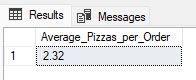 Results Messages
Average_Pizzas_per_Order
1 2.32